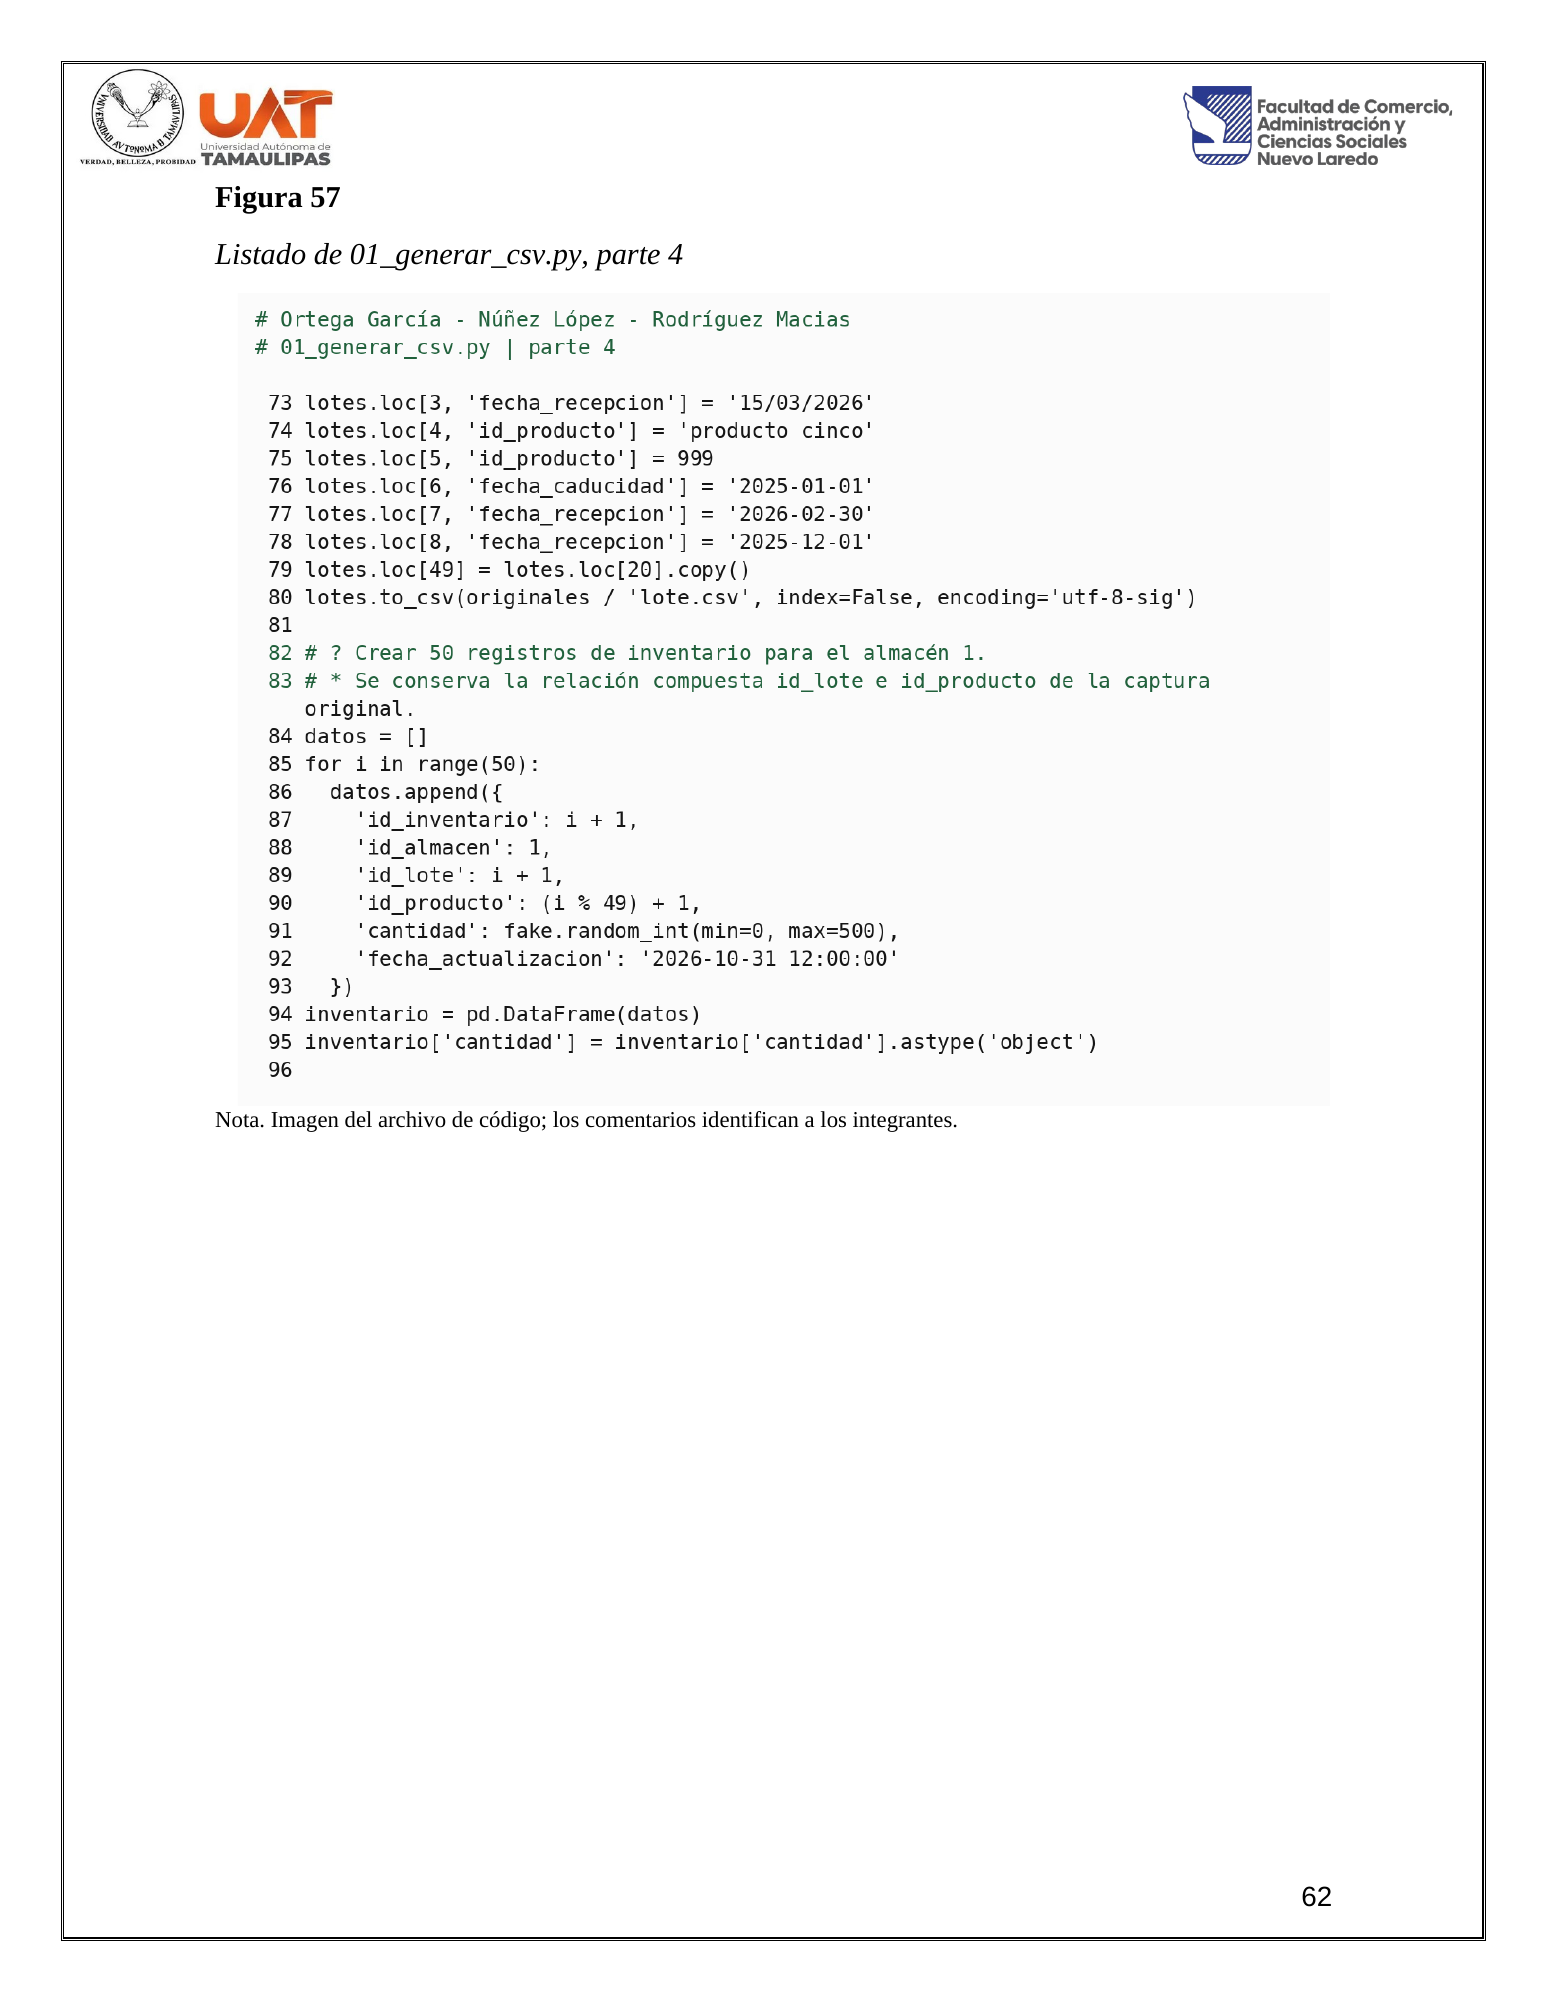 UNIVERSIDAD AVTONOMA D TAMAVLIPAS
VERDAD, BELLEZA, PROBIDAD
UAT
Universidad Autónoma de
TAMAULIPAS
Facultad de Comercio,
Administración y
Ciencias Sociales
Nuevo Laredo
Figura 57
Listado de 01_generar_csv.py, parte 4
# Ortega García - Núñez López - Rodríguez Macias
# 01_generar_csv.py | parte 4
73 lotes.loc[3, 'fecha_recepcion'] = '15/03/2026'
74 lotes.loc[4, 'id_producto'] = 'producto cinco'
75 lotes.loc[5, 'id_producto'] = 999
76 lotes.loc[6, 'fecha_caducidad'] = '2025-01-01'
77 lotes.loc[7, 'fecha_recepcion'] = '2026-02-30'
78 lotes.loc[8, 'fecha_recepcion'] = '2025-12-01'
79 lotes.loc[49] = lotes.loc[20].copy()
80 lotes.to_csv(originales / 'lote.csv', index=False, encoding='utf-8-sig')
81
82 # ? Crear 50 registros de inventario para el almacén 1.
83 # * Se conserva la relación compuesta id_lote e id_producto de la captura
original.
84 datos = []
85 for i in range(50):
86   datos.append({
87     'id_inventario': i + 1,
88     'id_almacen': 1,
89     'id_lote': i + 1,
90     'id_producto': (i % 49) + 1,
91     'cantidad': fake.random_int(min=0, max=500),
92     'fecha_actualizacion': '2026-10-31 12:00:00'
93   })
94 inventario = pd.DataFrame(datos)
95 inventario['cantidad'] = inventario['cantidad'].astype('object')
96
Nota. Imagen del archivo de código; los comentarios identifican a los integrantes.
62